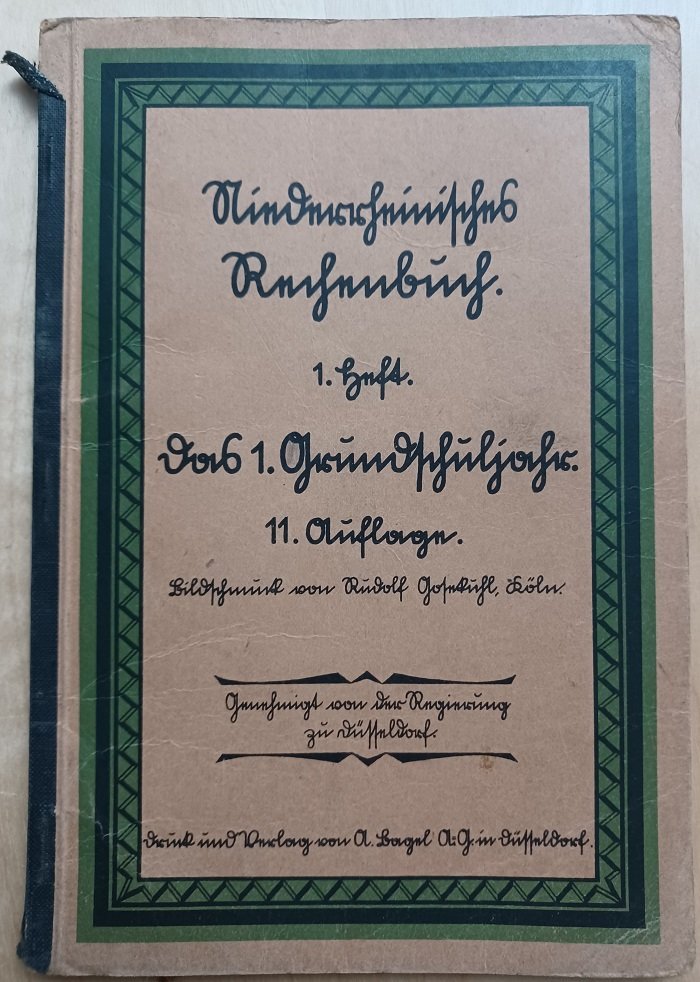 Niederrheinisches
Rechenbuch.
1. Heft.
Das 1. Grundschuljahr.
11. Auflage.
Bildschmuck von Rudolf Gosekuhl, Köln.
Genehmigt von der Regierung
zu Düsseldorf.
Druck und Verlag von A. Bagel A.-G. in Düsseldorf.